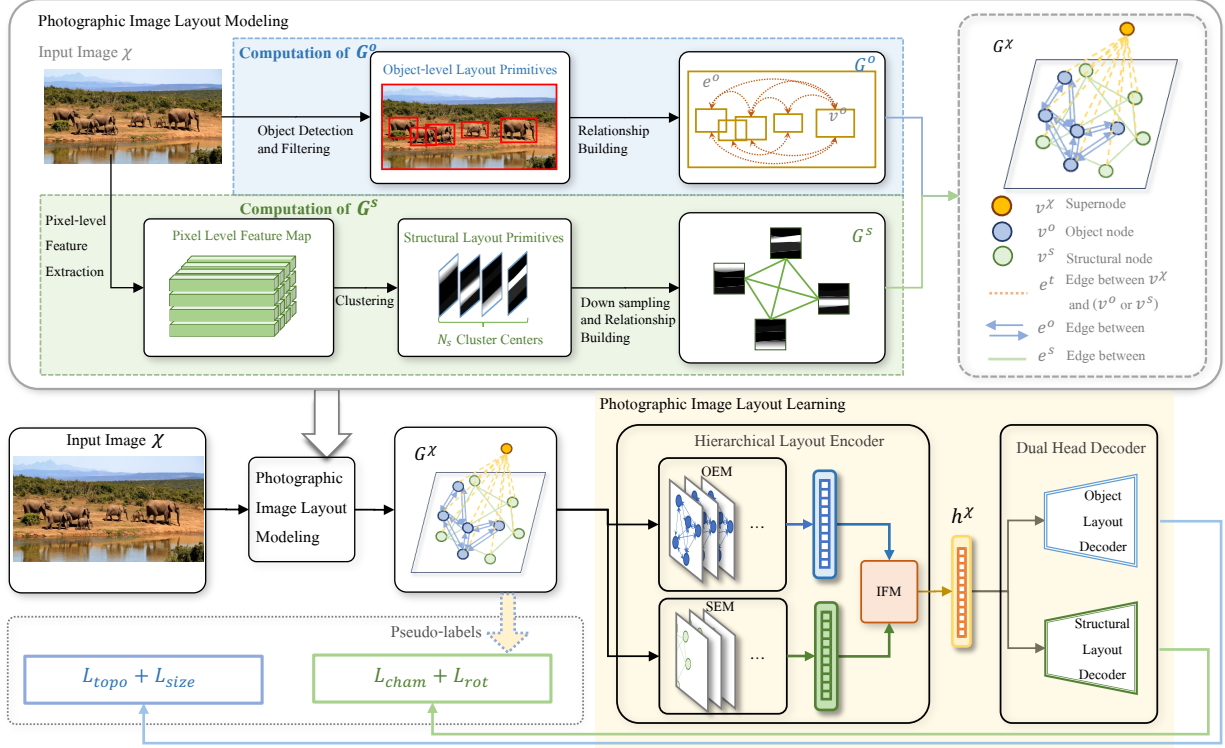 Photographic Image Layout Modeling
Input Image χ
Computation of G^o
Object Detection
and Filtering
Object-level Layout Primitives
Relationship
Building
G^o
e^o
v^o
Computation of G^s
Pixel-level
Feature
Extraction
Pixel Level Feature Map
Clustering
Structural Layout Primitives
N_s Cluster Centers
Down sampling
and Relationship
Building
G^s
G^χ
v^χ Supernode
v^o Object node
v^s Structural node
e^t Edge between v^χ
and (v^o or v^s)
e^o Edge between
e^s Edge between
Input Image χ
Photographic
Image Layout
Modeling
G^χ
Photographic Image Layout Learning
Hierarchical Layout Encoder
OEM
...
SEM
...
IFM
h^χ
Dual Head Decoder
Object
Layout
Decoder
Structural
Layout
Decoder
Pseudo-labels
L_topo + L_size
L_cham + L_rot